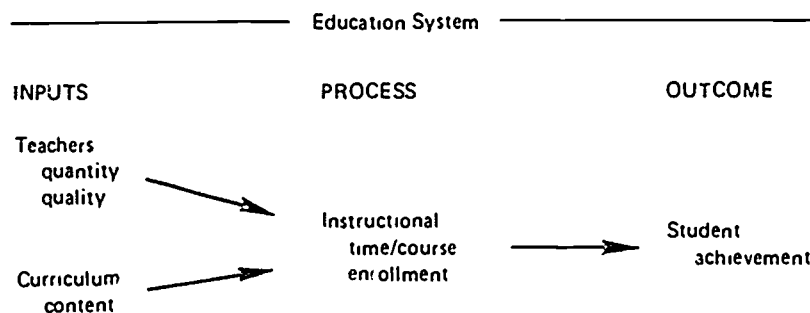 Education System
INPUTS
PROCESS
OUTCOME
Teachers
quantity
quality
Curriculum
content
Instructional
time/course
enrollment
Student
achievement